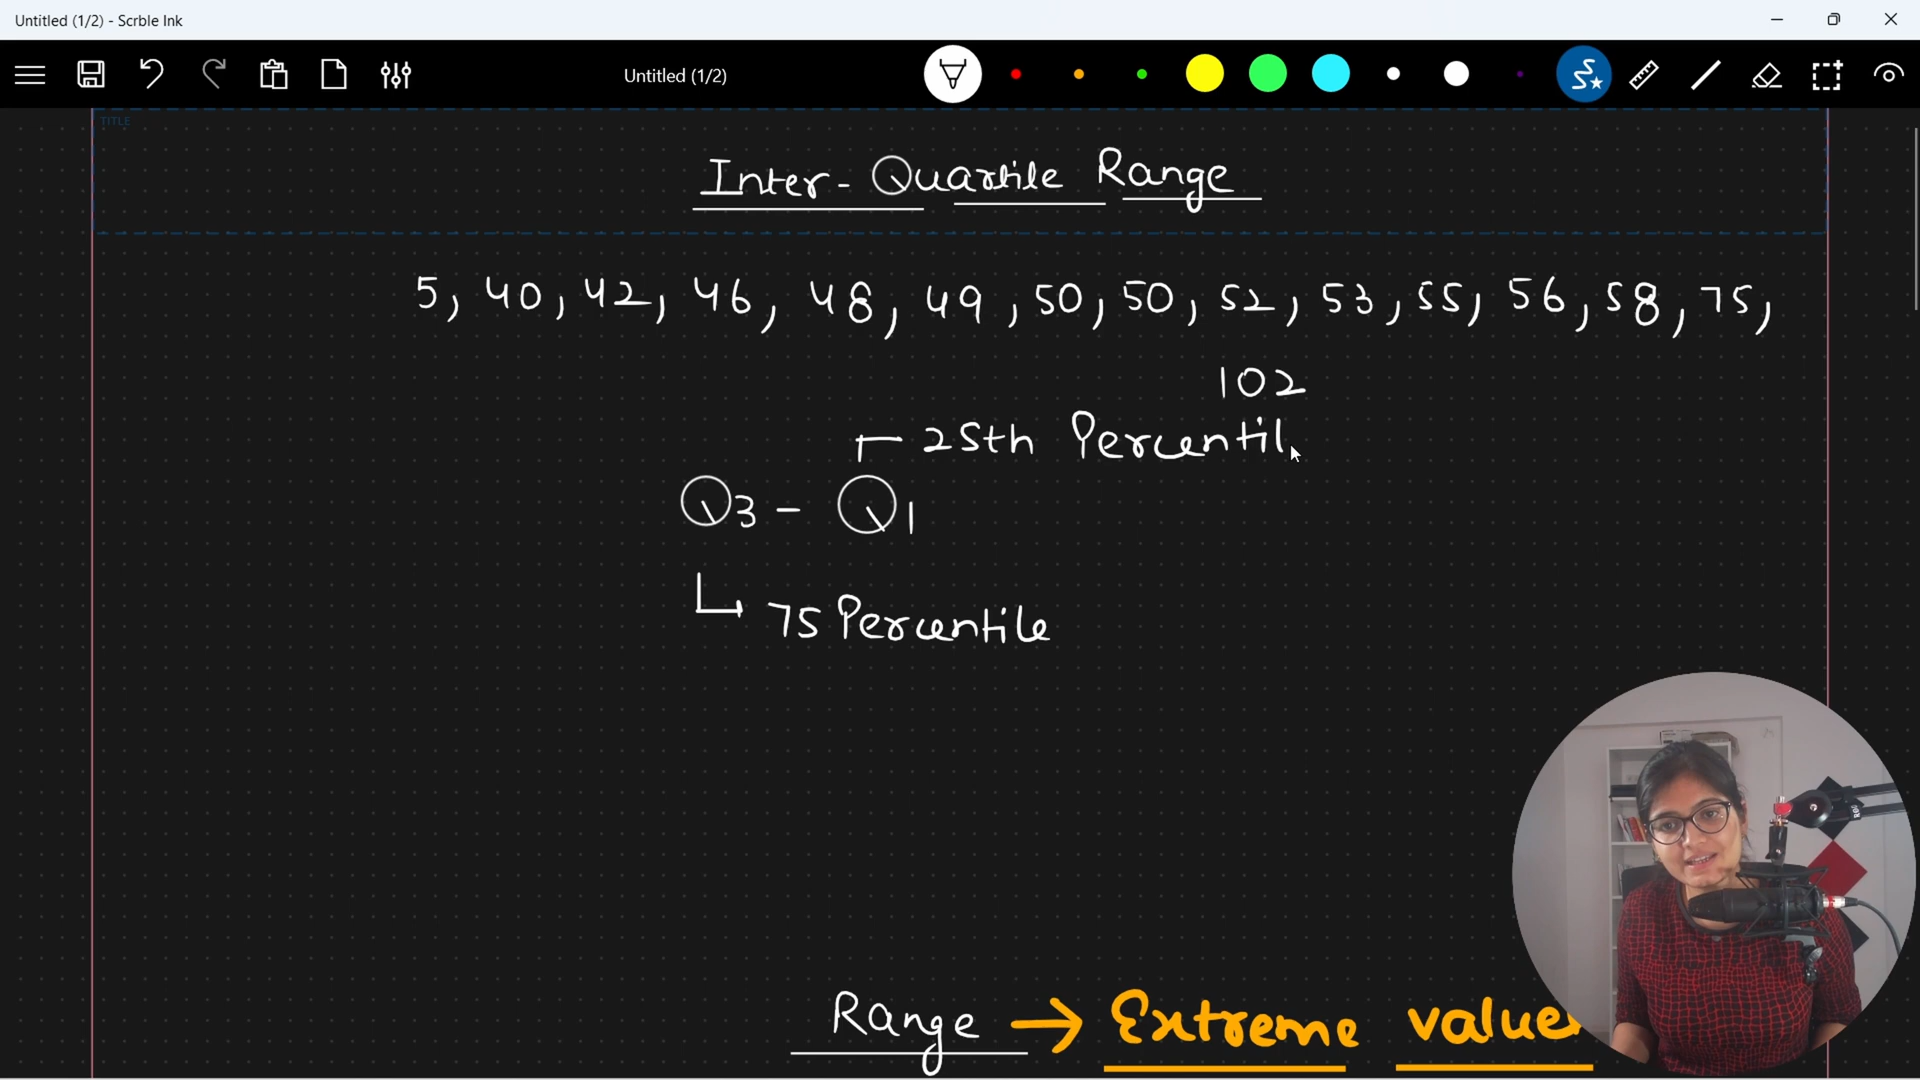 Untitled (1/2) - Scrble Ink
Untitled (1/2)
TITLE
Inter-Quartile Range
5, 40, 42, 46, 48, 49, 50, 50, 52, 53, 55, 56, 58, 75,
102
25th Percentil
Q3 - Q1
75 Percentile
Range → Extreme value